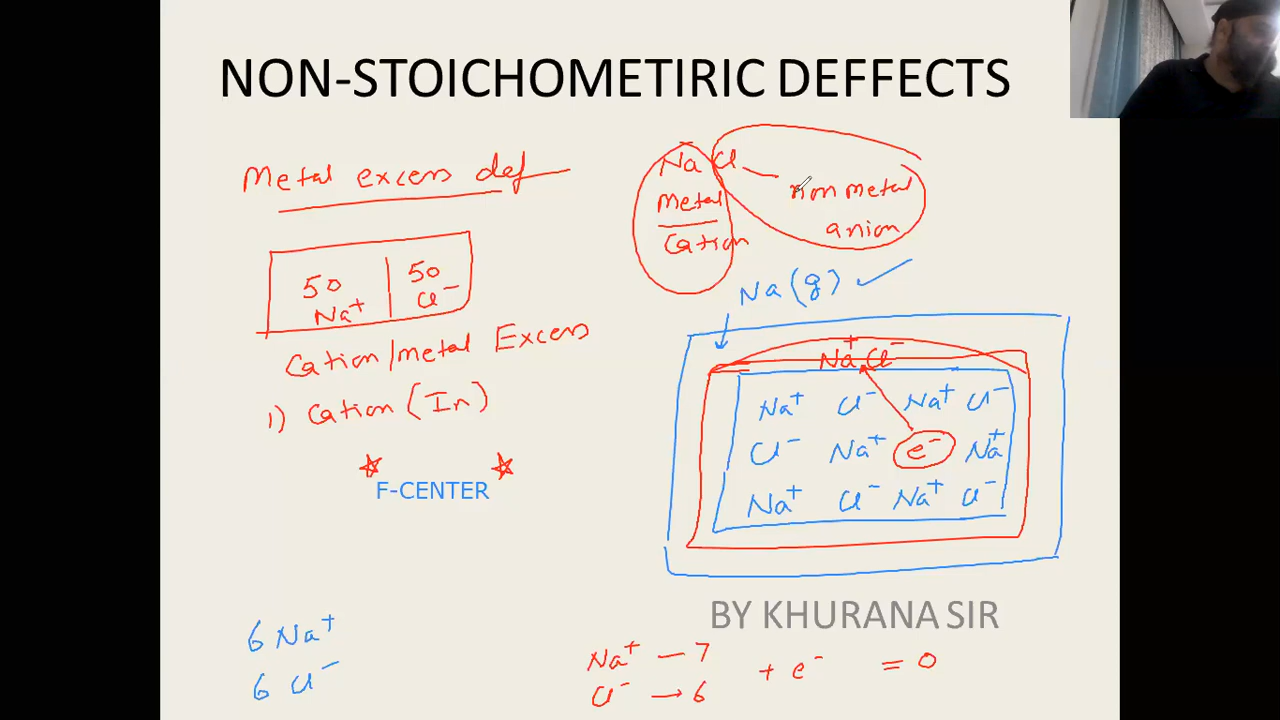 NON-STOICHOMETIRIC DEFFECTS
Metal excess def
50 Na⁺ | 50 Cl⁻
Cation/metal Excess
1) Cation (In)
F-CENTER
6 Na⁺
6 Cl⁻
NaCl
Metal
Cation
non metal
anion
Na(g)
Na⁺Cl⁻
Na⁺ Cl⁻ Na⁺ Cl⁻
Cl⁻ Na⁺ e⁻ Na⁺
Na⁺ Cl⁻ Na⁺ Cl⁻
BY KHURANA SIR
Na⁺ — 7
Cl⁻ → 6
+ e⁻ = 0